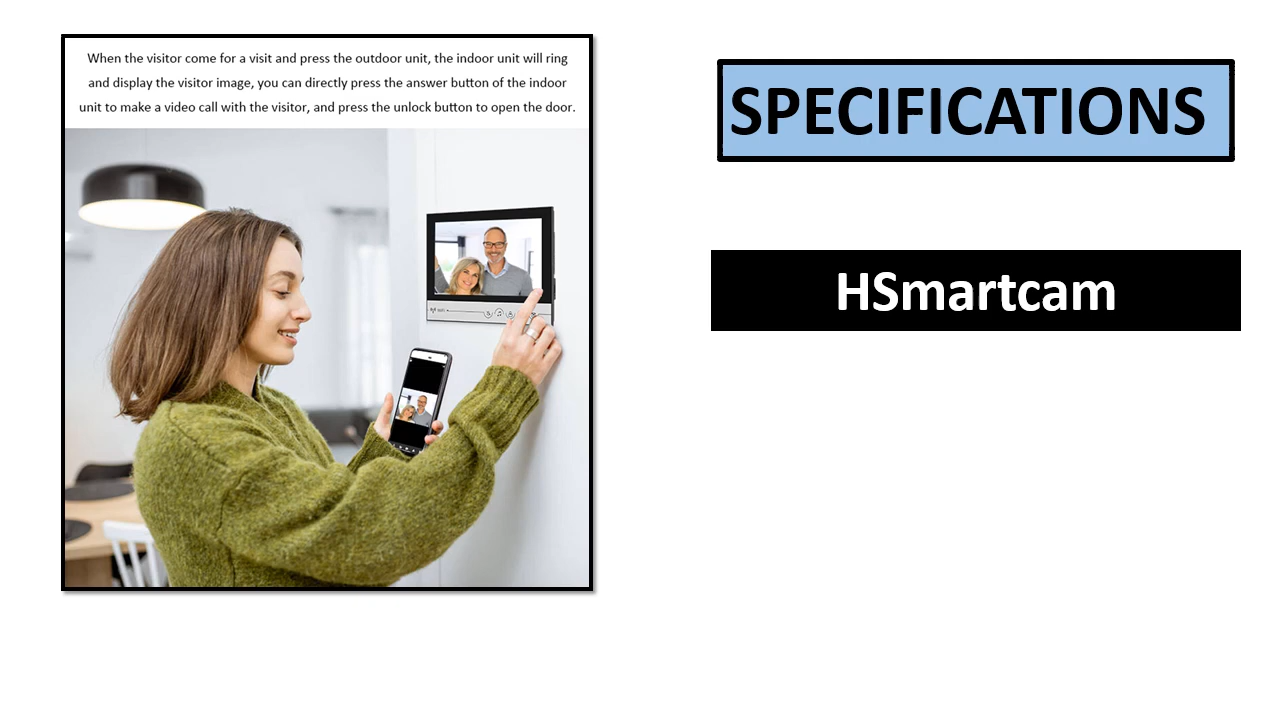 When the visitor come for a visit and press the outdoor unit, the indoor unit will ring
and display the visitor image, you can directly press the answer button of the indoor
unit to make a video call with the visitor, and press the unlock button to open the door.
SPECIFICATIONS
HSmartcam